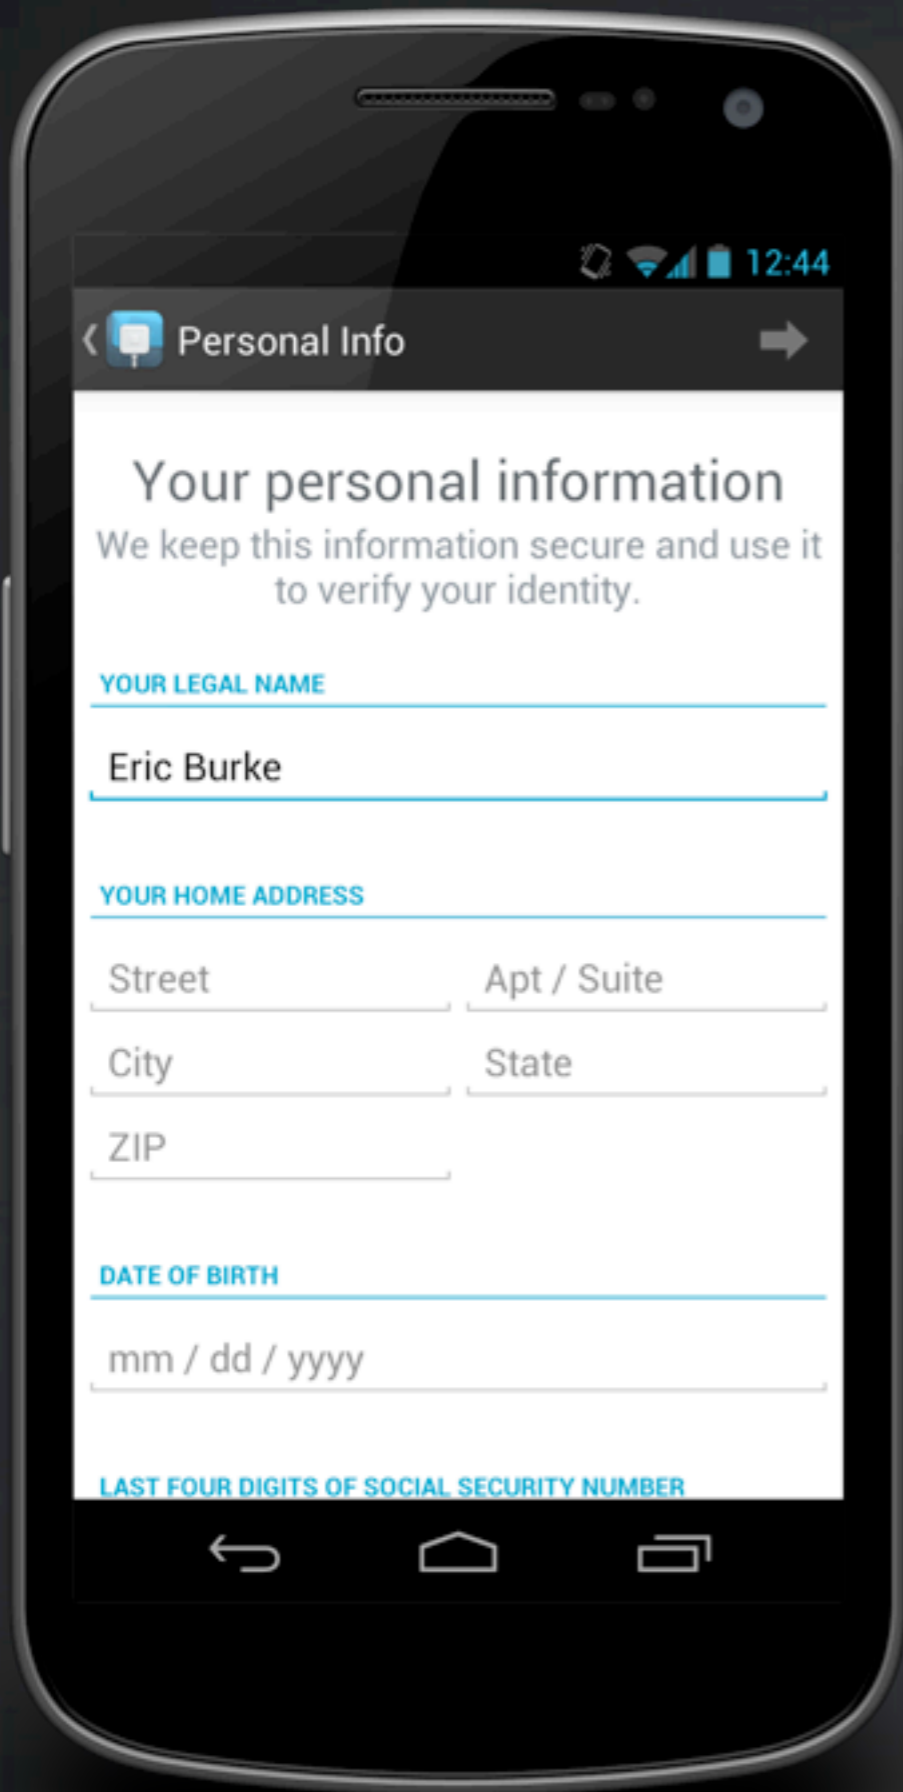 12:44
Personal Info
Your personal information
We keep this information secure and use it
to verify your identity.
YOUR LEGAL NAME
Eric Burke
YOUR HOME ADDRESS
Street Apt / Suite
City State
ZIP
DATE OF BIRTH
mm / dd / yyyy
LAST FOUR DIGITS OF SOCIAL SECURITY NUMBER